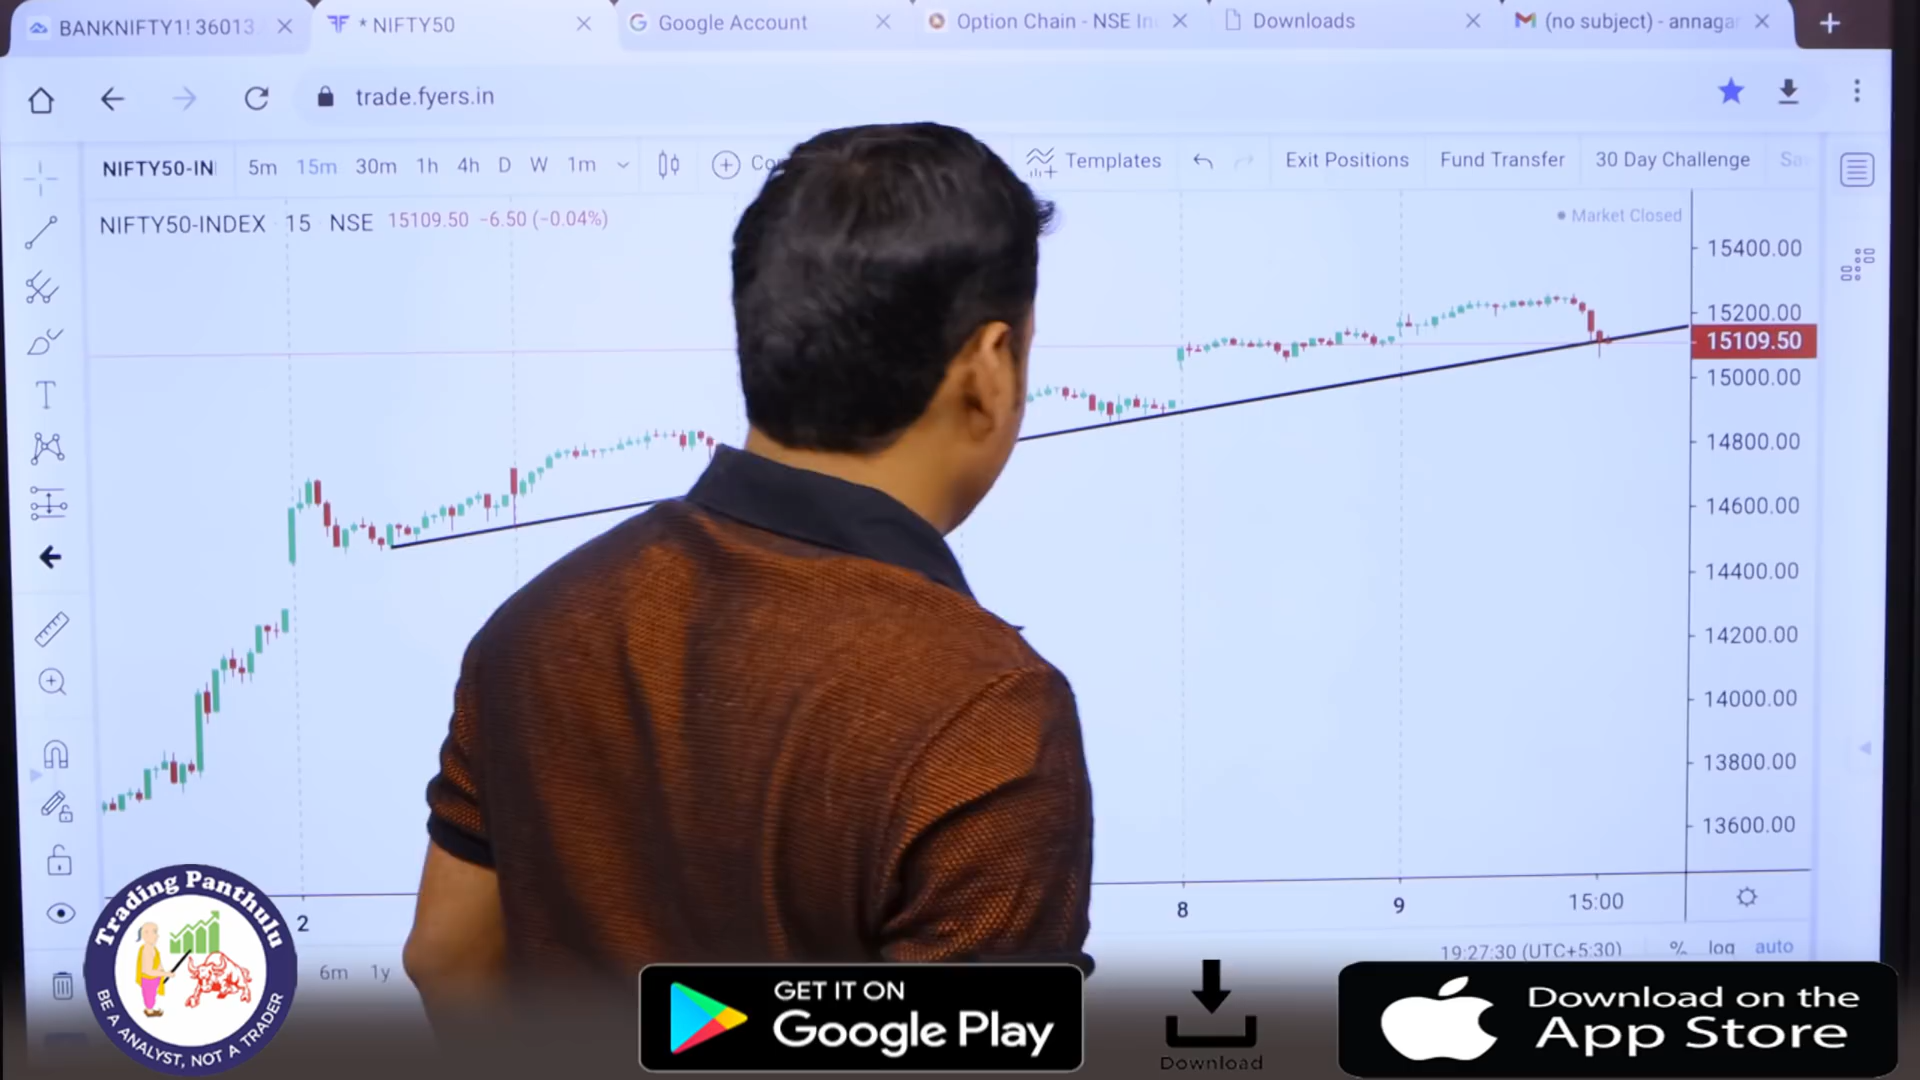 BANKNIFTY1! 36013
* NIFTY50
Google Account
Option Chain - NSE In
Downloads
(no subject) - annagar
trade.fyers.in
NIFTY50-IN
5m 15m 30m 1h 4h D W 1m
Templates
Exit Positions
Fund Transfer
30 Day Challenge
NIFTY50-INDEX 15 NSE 15109.50 −6.50 (−0.04%)
Market Closed
15400.00
15200.00
15109.50
15000.00
14800.00
14600.00
14400.00
14200.00
14000.00
13800.00
13600.00
2 8 9 15:00
6m 1y
19:27:30 (UTC+5:30) % log auto
Trading Panthulu
BE A ANALYST, NOT A TRADER
GET IT ON
Google Play
Download
Download on the
App Store